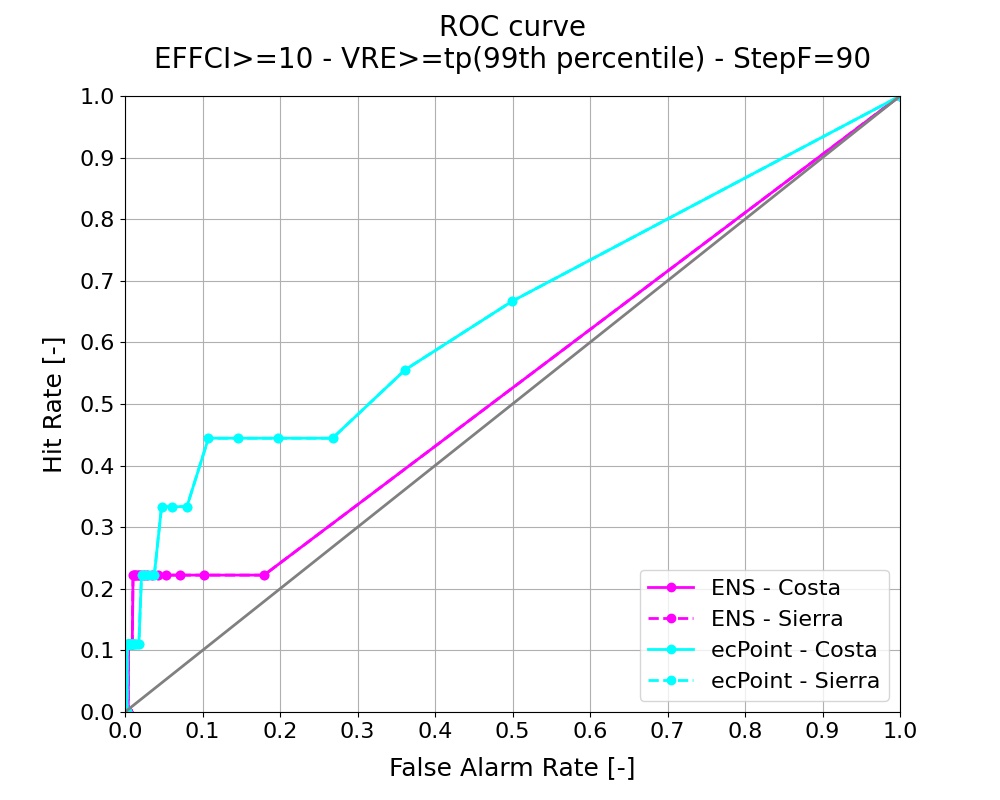 ROC curve
EFFCI>=10 - VRE>=tp(99th percentile) - StepF=90
1.0
0.9
0.8
0.7
0.6
0.5
0.4
0.3
0.2
0.1
0.0
Hit Rate [-]
ENS - Costa
ENS - Sierra
ecPoint - Costa
ecPoint - Sierra
0.0 0.1 0.2 0.3 0.4 0.5 0.6 0.7 0.8 0.9 1.0
False Alarm Rate [-]